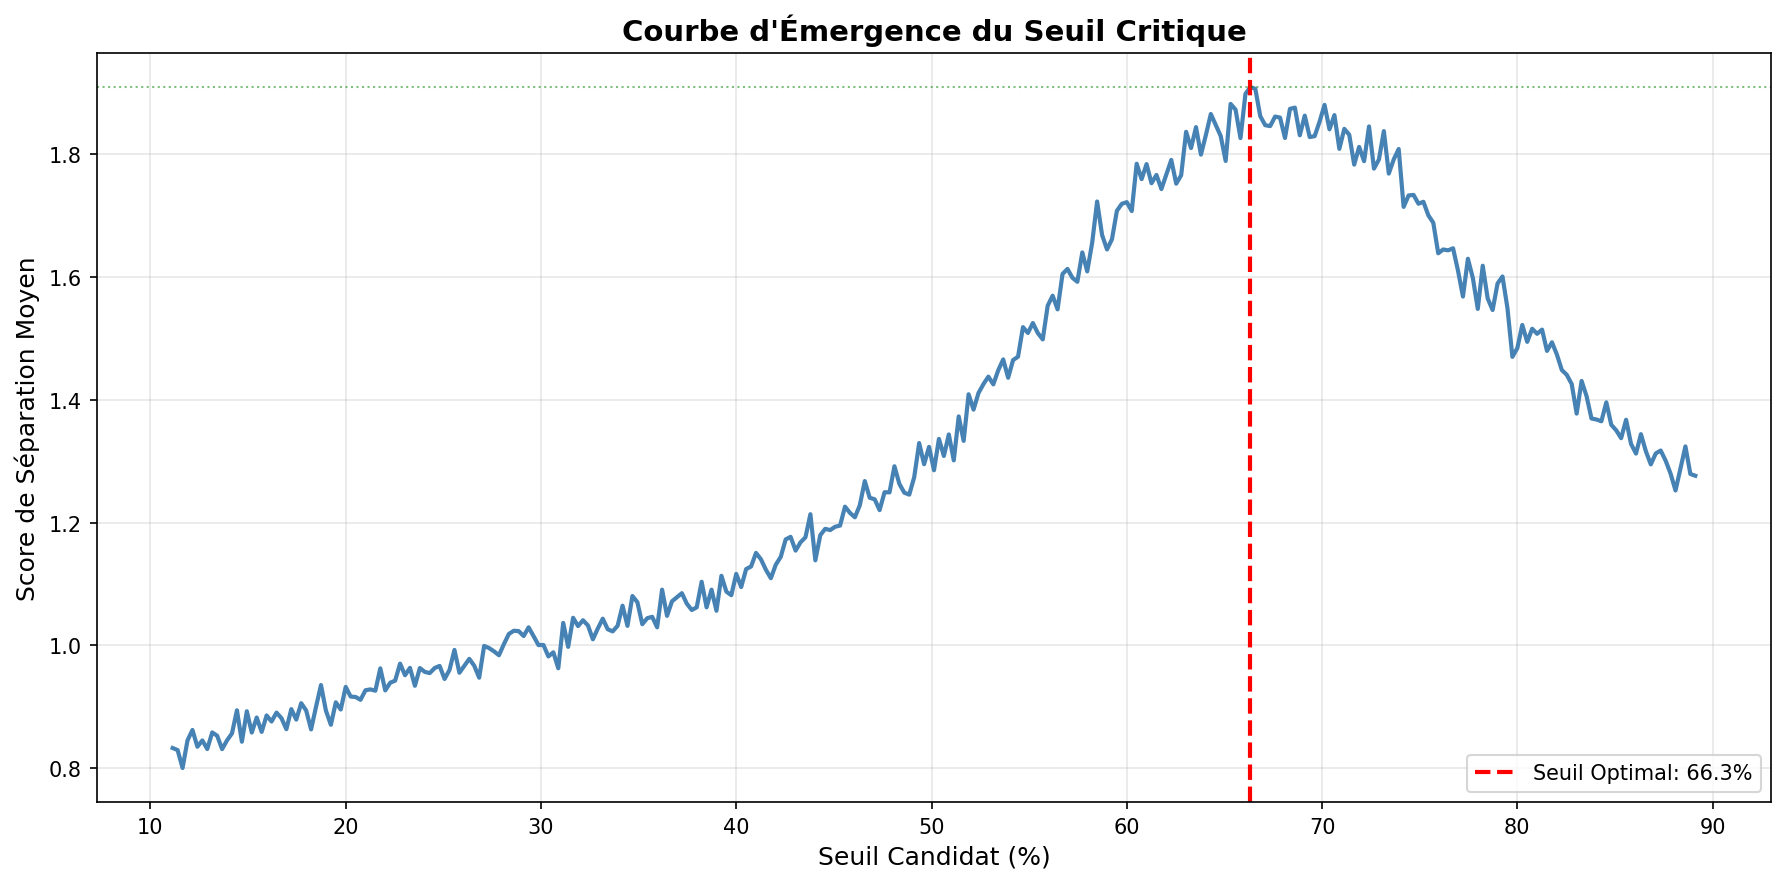 Courbe d'Émergence du Seuil Critique
Score de Séparation Moyen
1.8
1.6
1.4
1.2
1.0
0.8
Seuil Optimal: 66.3%
10 20 30 40 50 60 70 80 90
Seuil Candidat (%)